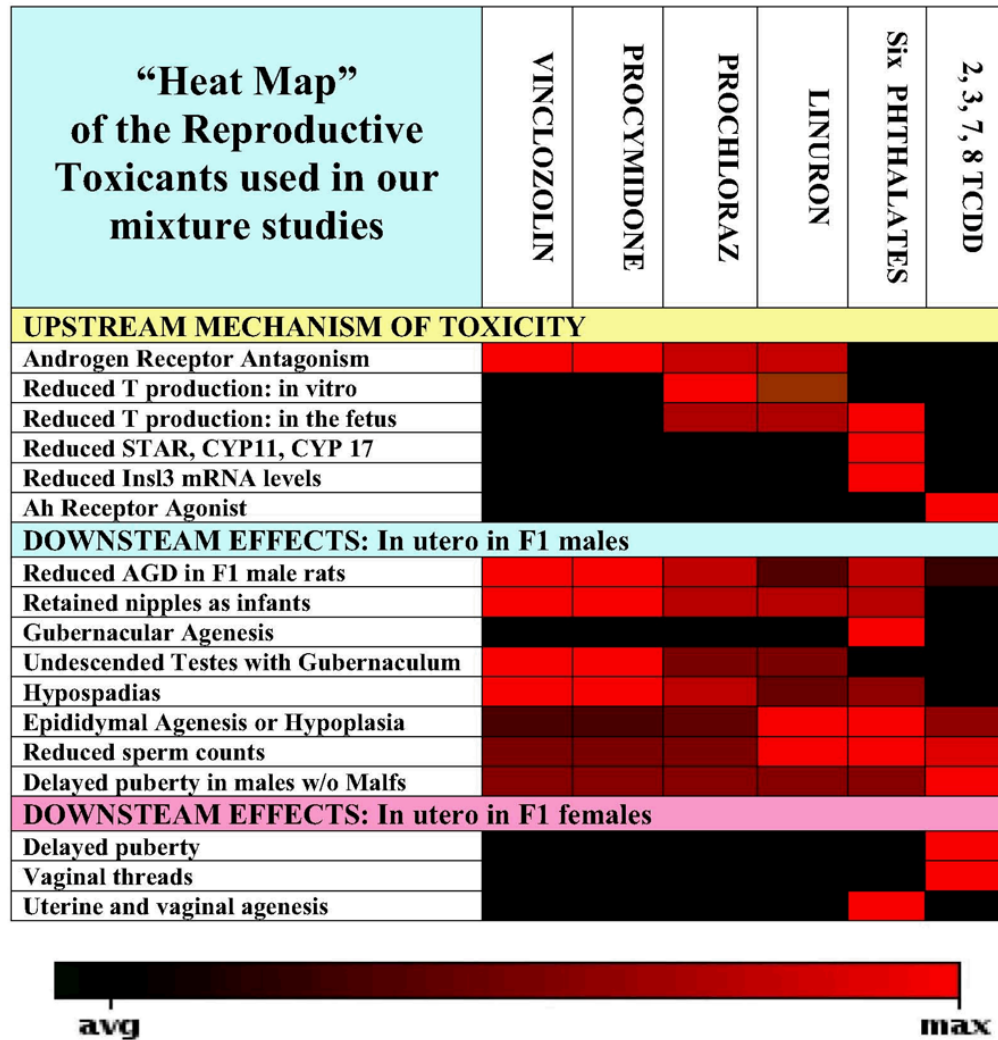 “Heat Map”
of the Reproductive
Toxicants used in our
mixture studies
VINCLOZOLIN
PROCYMIDONE
PROCHLORAZ
LINURON
Six PHTHALATES
2, 3, 7, 8 TCDD
UPSTREAM MECHANISM OF TOXICITY
Androgen Receptor Antagonism
Reduced T production: in vitro
Reduced T production: in the fetus
Reduced STAR, CYP11, CYP 17
Reduced Insl3 mRNA levels
Ah Receptor Agonist
DOWNSTEAM EFFECTS: In utero in F1 males
Reduced AGD in F1 male rats
Retained nipples as infants
Gubernacular Agenesis
Undescended Testes with Gubernaculum
Hypospadias
Epididymal Agenesis or Hypoplasia
Reduced sperm counts
Delayed puberty in males w/o Malfs
DOWNSTEAM EFFECTS: In utero in F1 females
Delayed puberty
Vaginal threads
Uterine and vaginal agenesis
avg
max